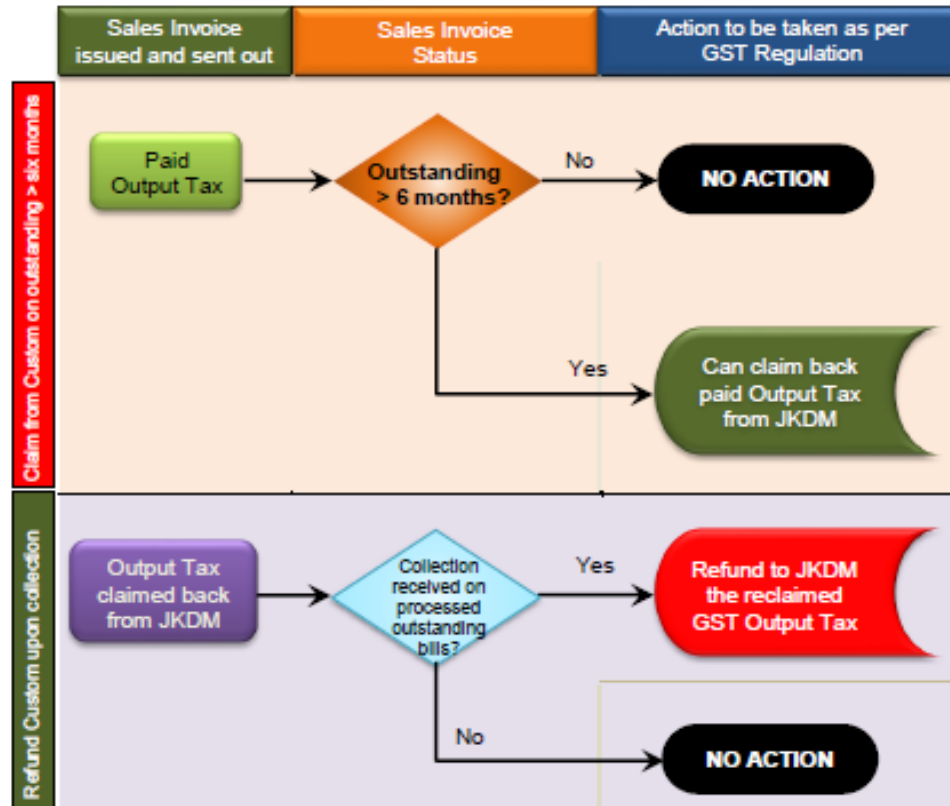 Sales Invoice
issued and sent out
Sales Invoice
Status
Action to be taken as per
GST Regulation
Claim from Custom on outstanding > six months
Paid
Output Tax
Outstanding
> 6 months?
No
NO ACTION
Yes
Can claim back
paid Output Tax
from JKDM
Refund Custom upon collection
Output Tax
claimed back
from JKDM
Collection
received on
processed
outstanding
bills?
Yes
Refund to JKDM
the reclaimed
GST Output Tax
No
NO ACTION